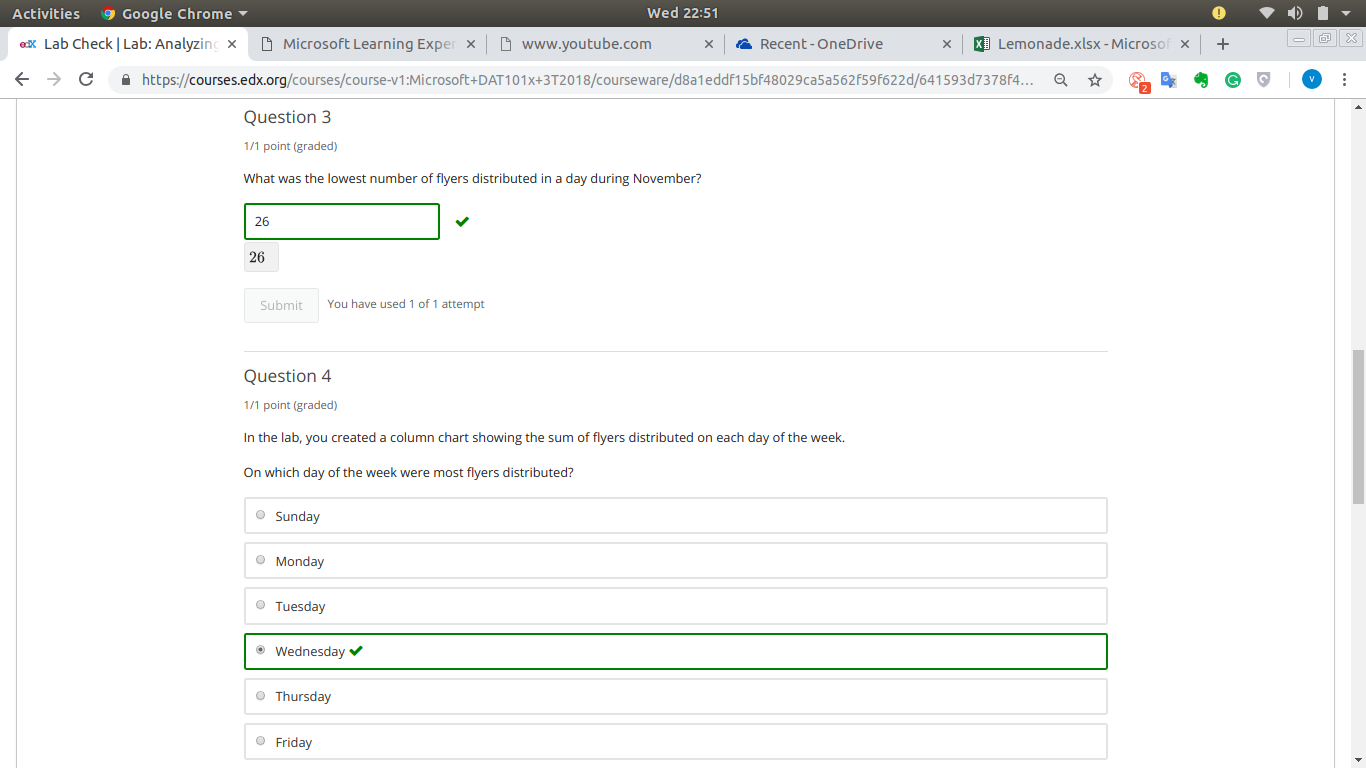 Activities Google Chrome Wed 22:51
edX Lab Check | Lab: Analyzing Microsoft Learning Exper www.youtube.com Recent - OneDrive Lemonade.xlsx - Microsof
https://courses.edx.org/courses/course-v1:Microsoft+DAT101x+3T2018/courseware/d8a1eddf15bf48029ca5a562f59f622d/641593d7378f4... 2 V
Question 3
1/1 point (graded)
What was the lowest number of flyers distributed in a day during November?
26
26
Submit You have used 1 of 1 attempt
Question 4
1/1 point (graded)
In the lab, you created a column chart showing the sum of flyers distributed on each day of the week.
On which day of the week were most flyers distributed?
Sunday
Monday
Tuesday
Wednesday
Thursday
Friday